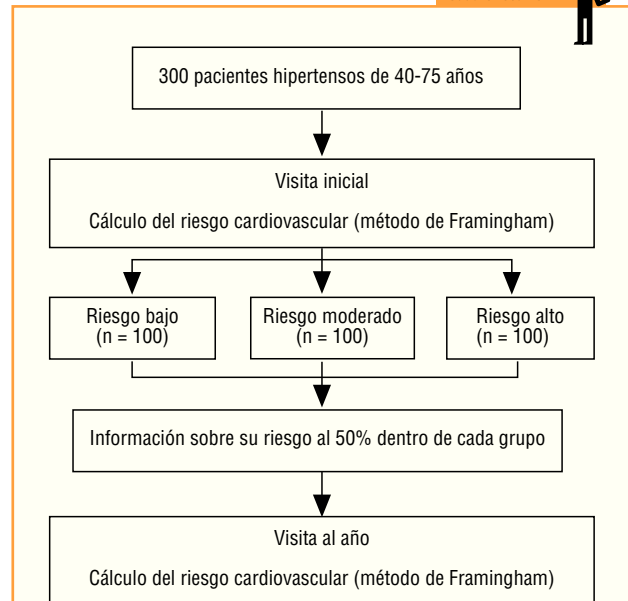 300 pacientes hipertensos de 40-75 años
Visita inicial
Cálculo del riesgo cardiovascular (método de Framingham)
Riesgo bajo
(n = 100)
Riesgo moderado
(n = 100)
Riesgo alto
(n = 100)
Información sobre su riesgo al 50% dentro de cada grupo
Visita al año
Cálculo del riesgo cardiovascular (método de Framingham)